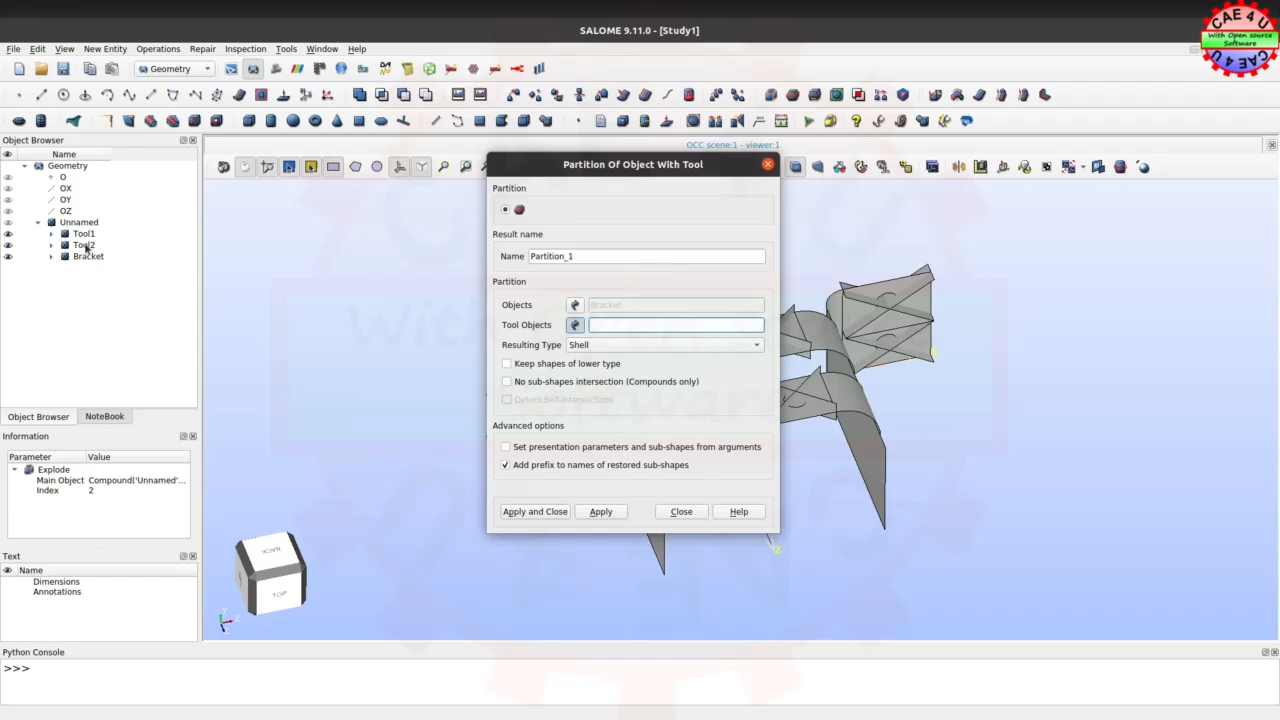 SALOME 9.11.0 - [Study1]
CAE 4 U
With Open source
Software
CAE 4 U
File Edit View New Entity Operations Repair Inspection Tools Window Help
Geometry
Object Browser
OCC scene:1 - viewer:1
Name
Geometry
O
OX
OY
OZ
Unnamed
Tool1
Tool2
Bracket
Partition Of Object With Tool
Partition
Result name
Name Partition_1
Partition
Objects Bracket
Tool Objects
Resulting Type Shell
Keep shapes of lower type
No sub-shapes intersection (Compounds only)
Detect Self-intersections
Advanced options
Set presentation parameters and sub-shapes from arguments
Add prefix to names of restored sub-shapes
Apply and Close Apply Close Help
Object Browser NoteBook
Information
Parameter Value
Explode
Main Object Compound('Unnamed'...
Index 2
Text
Name
Dimensions
Annotations
BACK
TOP
Z
Python Console
>>>